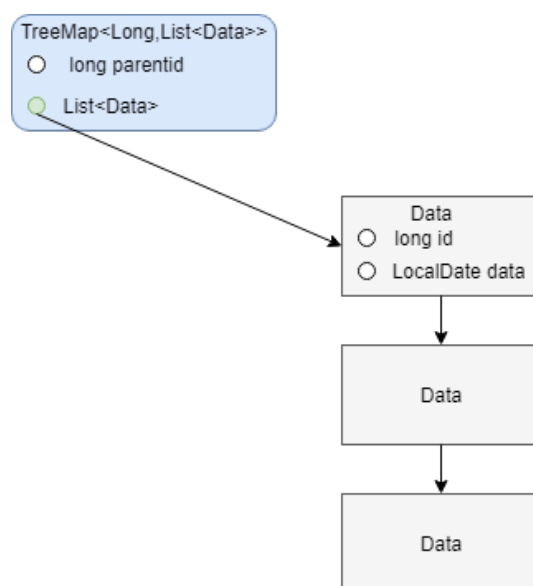 TreeMap<Long,List<Data>>
long parentid
List<Data>
Data
long id
LocalDate data
Data
Data